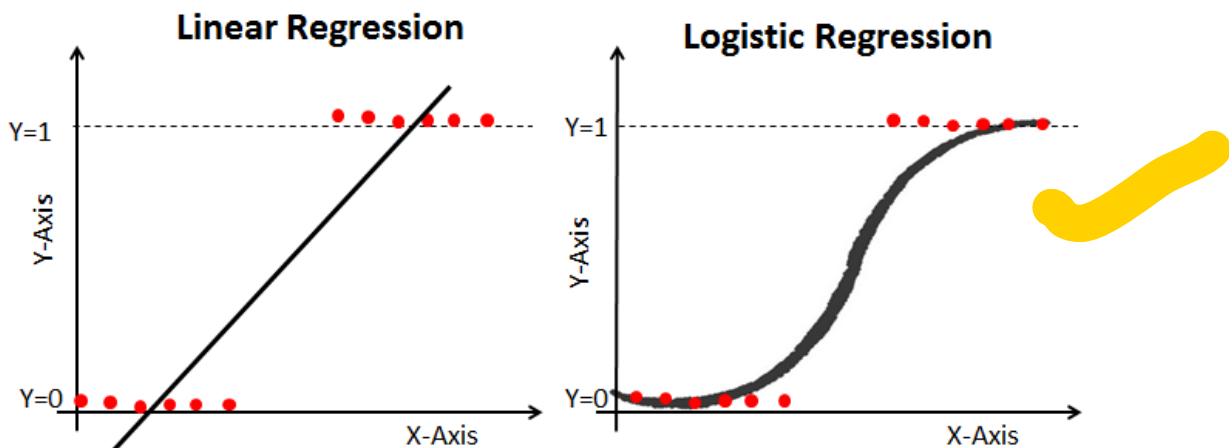 Linear Regression
Y=1
Y-Axis
Y=0
X-Axis
Logistic Regression
Y=1
Y-Axis
Y=0
X-Axis